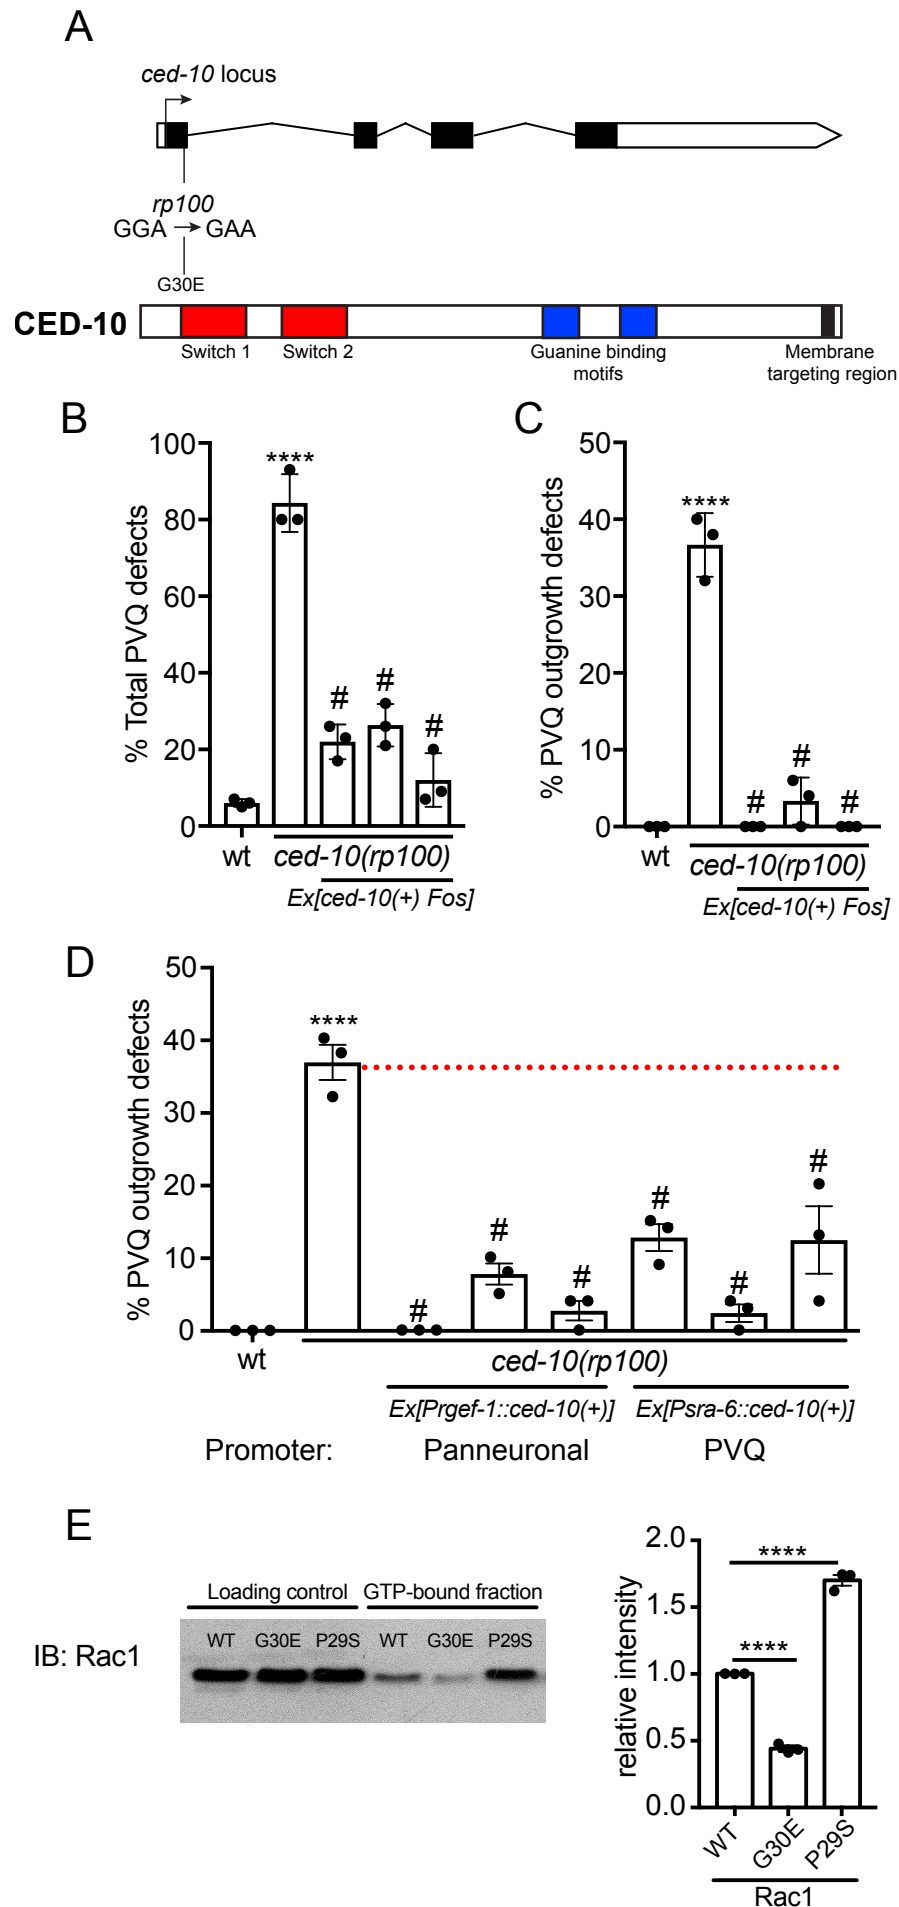 A
ced-10 locus
rp100
GGA → GAA
G30E
CED-10
Switch 1
Switch 2
Guanine binding
motifs
Membrane
targeting region
B
% Total PVQ defects
100
80
60
40
20
0
****
#
#
#
wt
ced-10(rp100)
Ex[ced-10(+) Fos]
C
% PVQ outgrowth defects
50
40
30
20
10
0
****
#
#
#
wt
ced-10(rp100)
Ex[ced-10(+) Fos]
D
% PVQ outgrowth defects
50
40
30
20
10
0
****
#
#
#
#
#
#
wt
ced-10(rp100)
Ex[Prgef-1::ced-10(+)]
Ex[Psra-6::ced-10(+)]
Promoter:
Panneuronal
PVQ
E
Loading control
GTP-bound fraction
WT G30E P29S WT G30E P29S
IB: Rac1
relative intensity
2.0
1.5
1.0
0.5
0.0
****
****
WT
G30E
P29S
Rac1